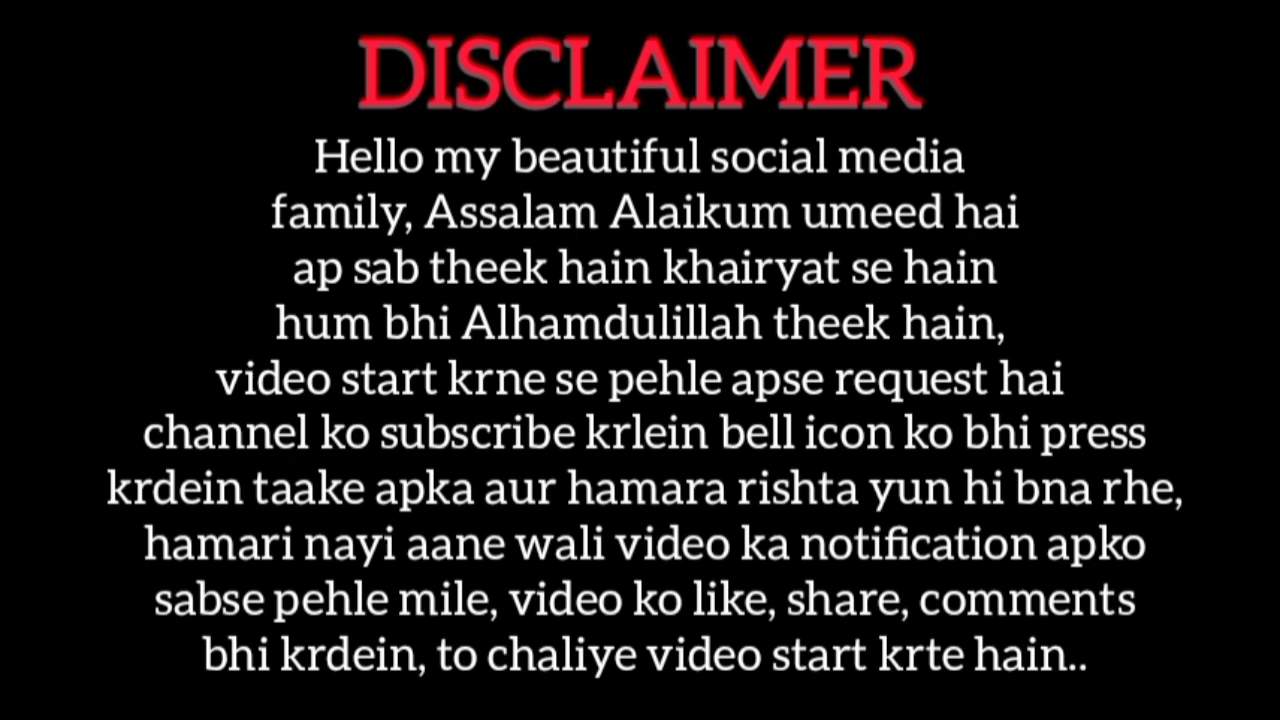 DISCLAIMER
Hello my beautiful social media
family, Assalam Alaikum umeed hai
ap sab theek hain khairyat se hain
hum bhi Alhamdulillah theek hain,
video start krne se pehle apse request hai
channel ko subscribe krlein bell icon ko bhi press
krdein taake apka aur hamara rishta yun hi bna rhe,
hamari nayi aane wali video ka notification apko
sabse pehle mile, video ko like, share, comments
bhi krdein, to chaliye video start krte hain..